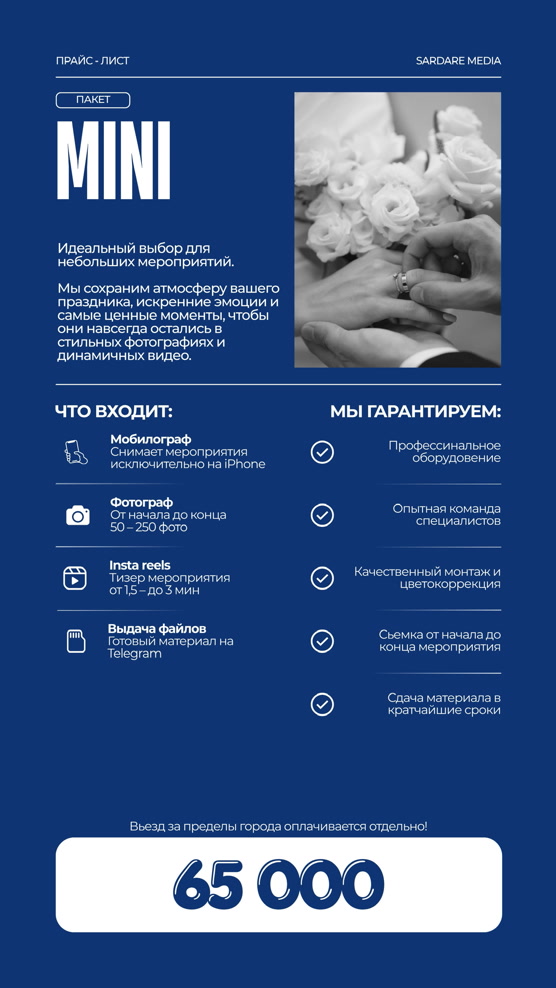 ПРАЙС - ЛИСТ
SARDARE MEDIA
ПАКЕТ
MINI
Идеальный выбор для
небольших мероприятий.
Мы сохраним атмосферу вашего
праздника, искренние эмоции и
самые ценные моменты, чтобы
они навсегда остались в
стильных фотографиях и
динамичных видео.
ЧТО ВХОДИТ:
Мобилограф
Снимает мероприятия
исключительно на iPhone
Фотограф
От начала до конца
50 – 250 фото
Insta reels
Тизер мероприятия
от 1,5 – до 3 мин
Выдача файлов
Готовый материал на
Telegram
МЫ ГАРАНТИРУЕМ:
Профессинальное
оборудовение
Опытная команда
специалистов
Качественный монтаж и
цветокоррекция
Сьемка от начала до
конца мероприятия
Сдача материала в
кратчайшие сроки
Вьезд за пределы города оплачивается отдельно!
65 000